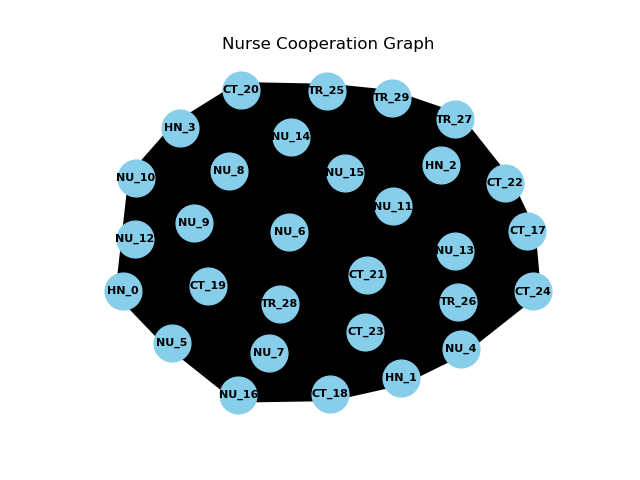 Nurse Cooperation Graph
CT_20
TR_25
TR_29
TR_27
HN_3
NU_14
NU_8
NU_15
HN_2
NU_10
CT_22
NU_11
NU_9
NU_6
CT_17
NU_12
NU_13
CT_21
HN_0
CT_19
TR_28
TR_26
CT_24
CT_23
NU_5
NU_7
NU_4
HN_1
NU_16
CT_18